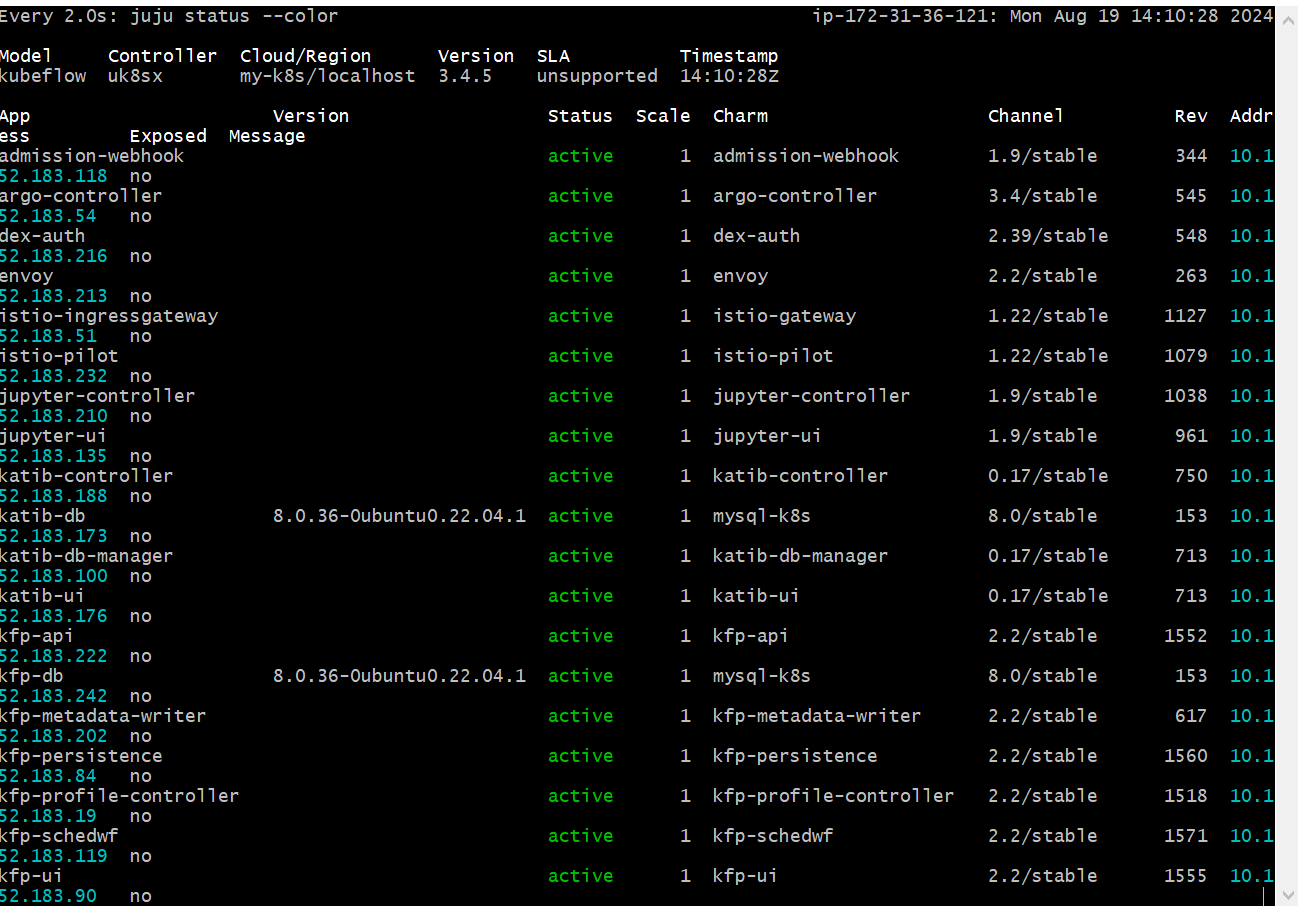 Every 2.0s: juju status --color ip-172-31-36-121: Mon Aug 19 14:10:28 2024
Model Controller Cloud/Region Version SLA Timestamp
kubeflow uk8sx my-k8s/localhost 3.4.5 unsupported 14:10:28Z
App Version Status Scale Charm Channel Rev Addr
ess Exposed Message
admission-webhook active 1 admission-webhook 1.9/stable 344 10.1
52.183.118 no
argo-controller active 1 argo-controller 3.4/stable 545 10.1
52.183.54 no
dex-auth active 1 dex-auth 2.39/stable 548 10.1
52.183.216 no
envoy active 1 envoy 2.2/stable 263 10.1
52.183.213 no
istio-ingressgateway active 1 istio-gateway 1.22/stable 1127 10.1
52.183.51 no
istio-pilot active 1 istio-pilot 1.22/stable 1079 10.1
52.183.232 no
jupyter-controller active 1 jupyter-controller 1.9/stable 1038 10.1
52.183.210 no
jupyter-ui active 1 jupyter-ui 1.9/stable 961 10.1
52.183.135 no
katib-controller active 1 katib-controller 0.17/stable 750 10.1
52.183.188 no
katib-db 8.0.36-0ubuntu0.22.04.1 active 1 mysql-k8s 8.0/stable 153 10.1
52.183.173 no
katib-db-manager active 1 katib-db-manager 0.17/stable 713 10.1
52.183.100 no
katib-ui active 1 katib-ui 0.17/stable 713 10.1
52.183.176 no
kfp-api active 1 kfp-api 2.2/stable 1552 10.1
52.183.222 no
kfp-db 8.0.36-0ubuntu0.22.04.1 active 1 mysql-k8s 8.0/stable 153 10.1
52.183.242 no
kfp-metadata-writer active 1 kfp-metadata-writer 2.2/stable 617 10.1
52.183.202 no
kfp-persistence active 1 kfp-persistence 2.2/stable 1560 10.1
52.183.84 no
kfp-profile-controller active 1 kfp-profile-controller 2.2/stable 1518 10.1
52.183.19 no
kfp-schedwf active 1 kfp-schedwf 2.2/stable 1571 10.1
52.183.119 no
kfp-ui active 1 kfp-ui 2.2/stable 1555 10.1
52.183.90 no